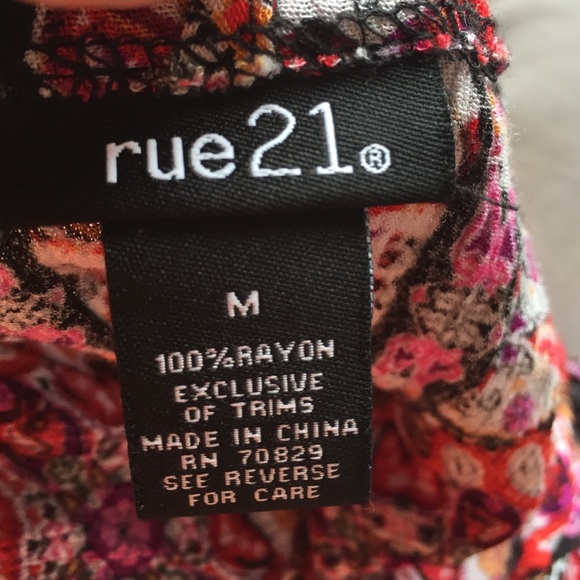 rue21®
M
100%RAYON
EXCLUSIVE
OF TRIMS
MADE IN CHINA
RN 70829
SEE REVERSE
FOR CARE